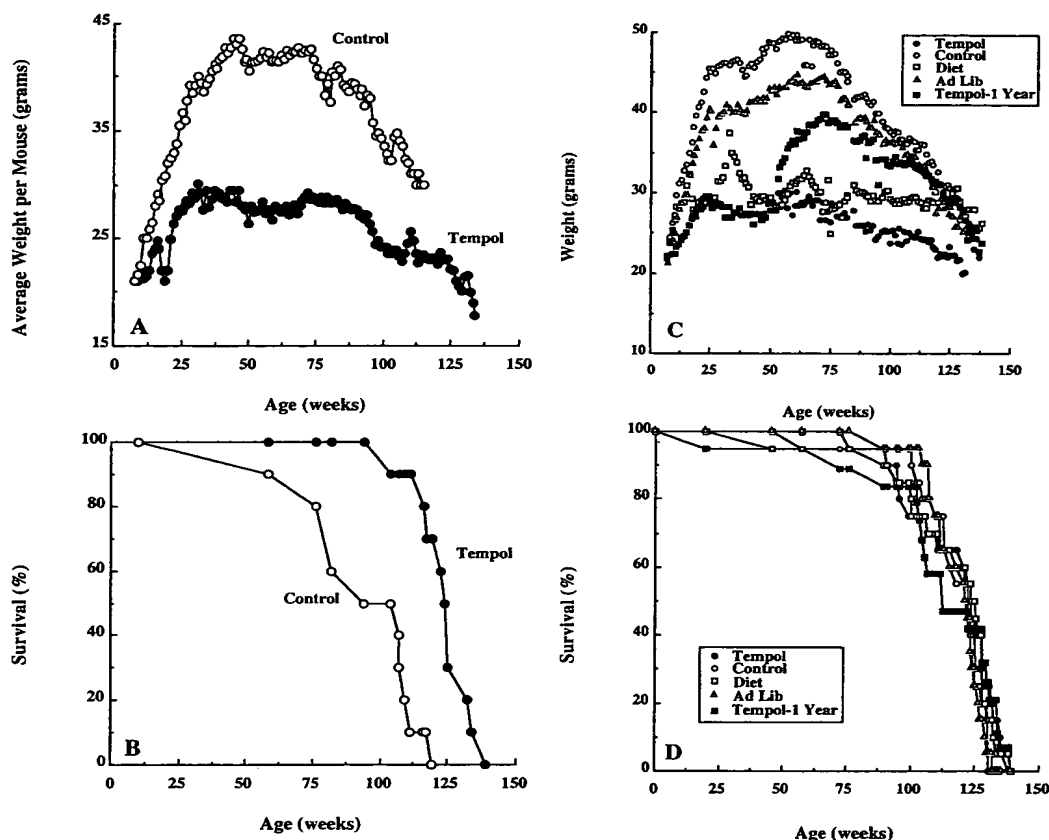 45
35
25
15
Average Weight per Mouse (grams)
Control
Tempol
A
0 25 50 75 100 125 150
Age (weeks)
50
40
30
20
10
Weight (grams)
Tempol
Control
Diet
Ad Lib
Tempol-1 Year
C
0 25 50 75 100 125 150
Age (weeks)
100
80
60
40
20
0
Survival (%)
Control
Tempol
B
0 25 50 75 100 125 150
Age (weeks)
100
80
60
40
20
0
Survival (%)
Tempol
Control
Diet
Ad Lib
Tempol-1 Year
D
0 25 50 75 100 125 150
Age (weeks)